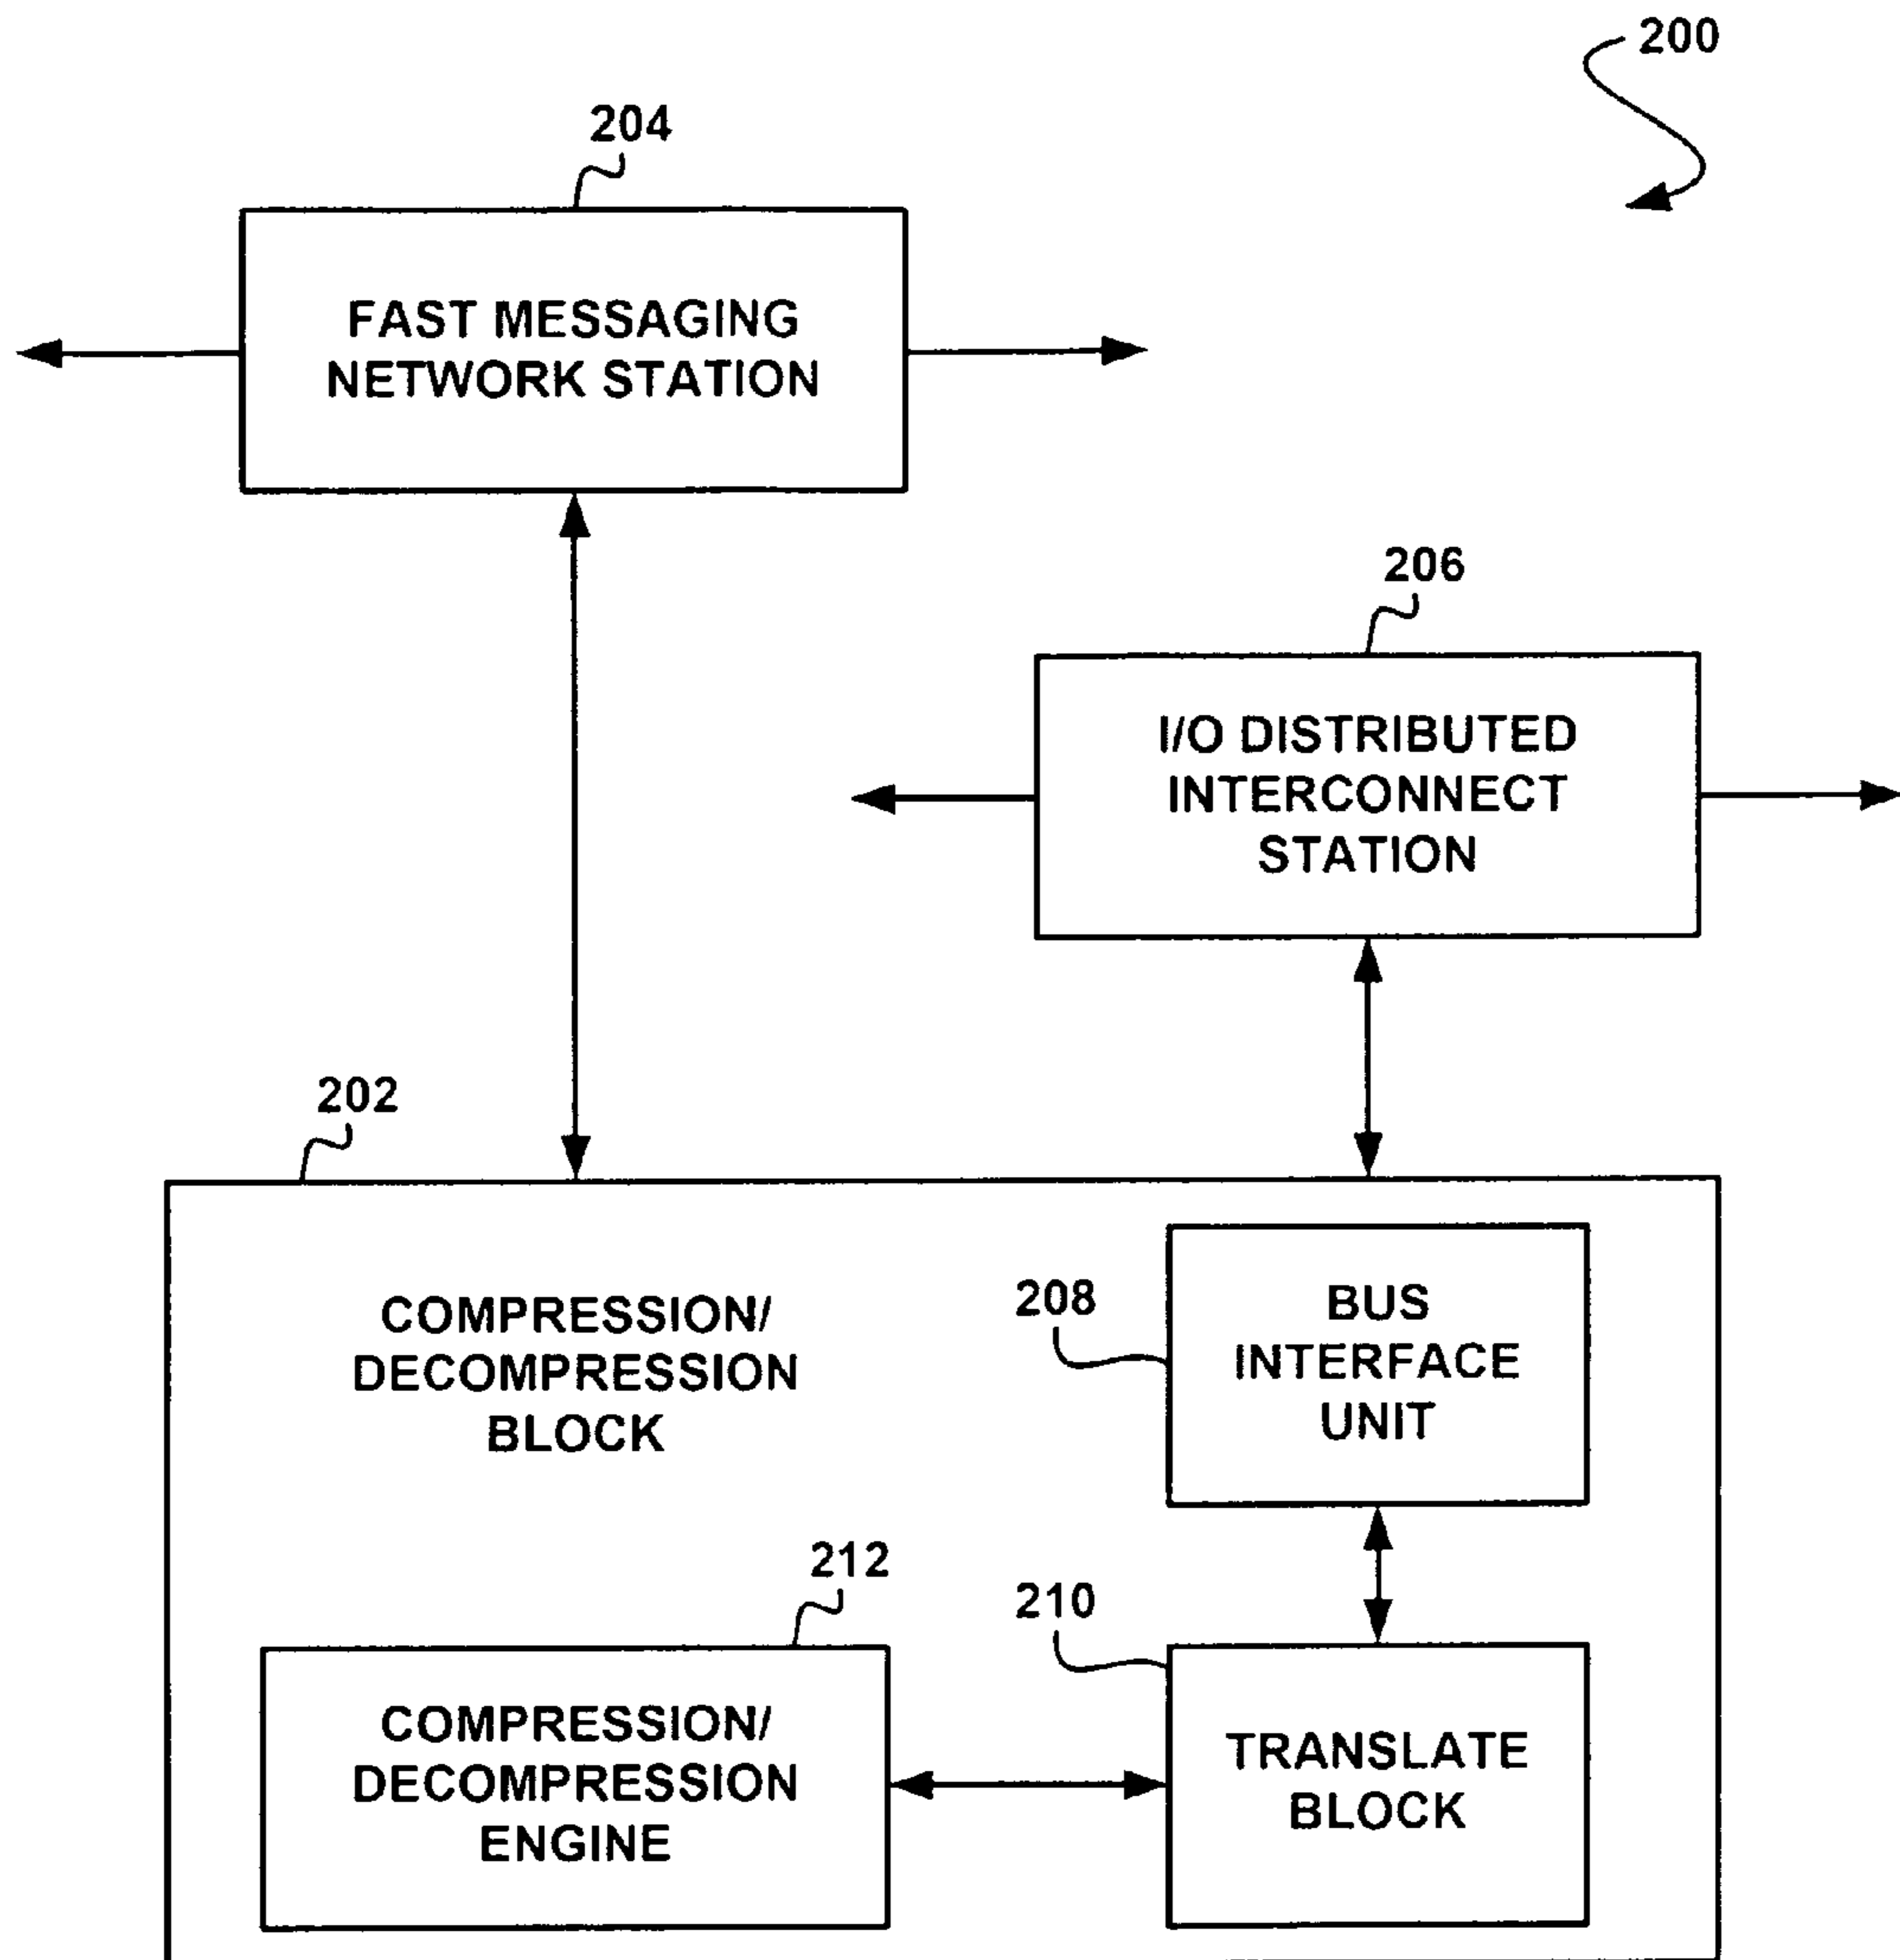 200
204
FAST MESSAGING
NETWORK STATION
206
I/O DISTRIBUTED
INTERCONNECT
STATION
202
COMPRESSION/
DECOMPRESSION
BLOCK
208
BUS
INTERFACE
UNIT
212
COMPRESSION/
DECOMPRESSION
ENGINE
210
TRANSLATE
BLOCK